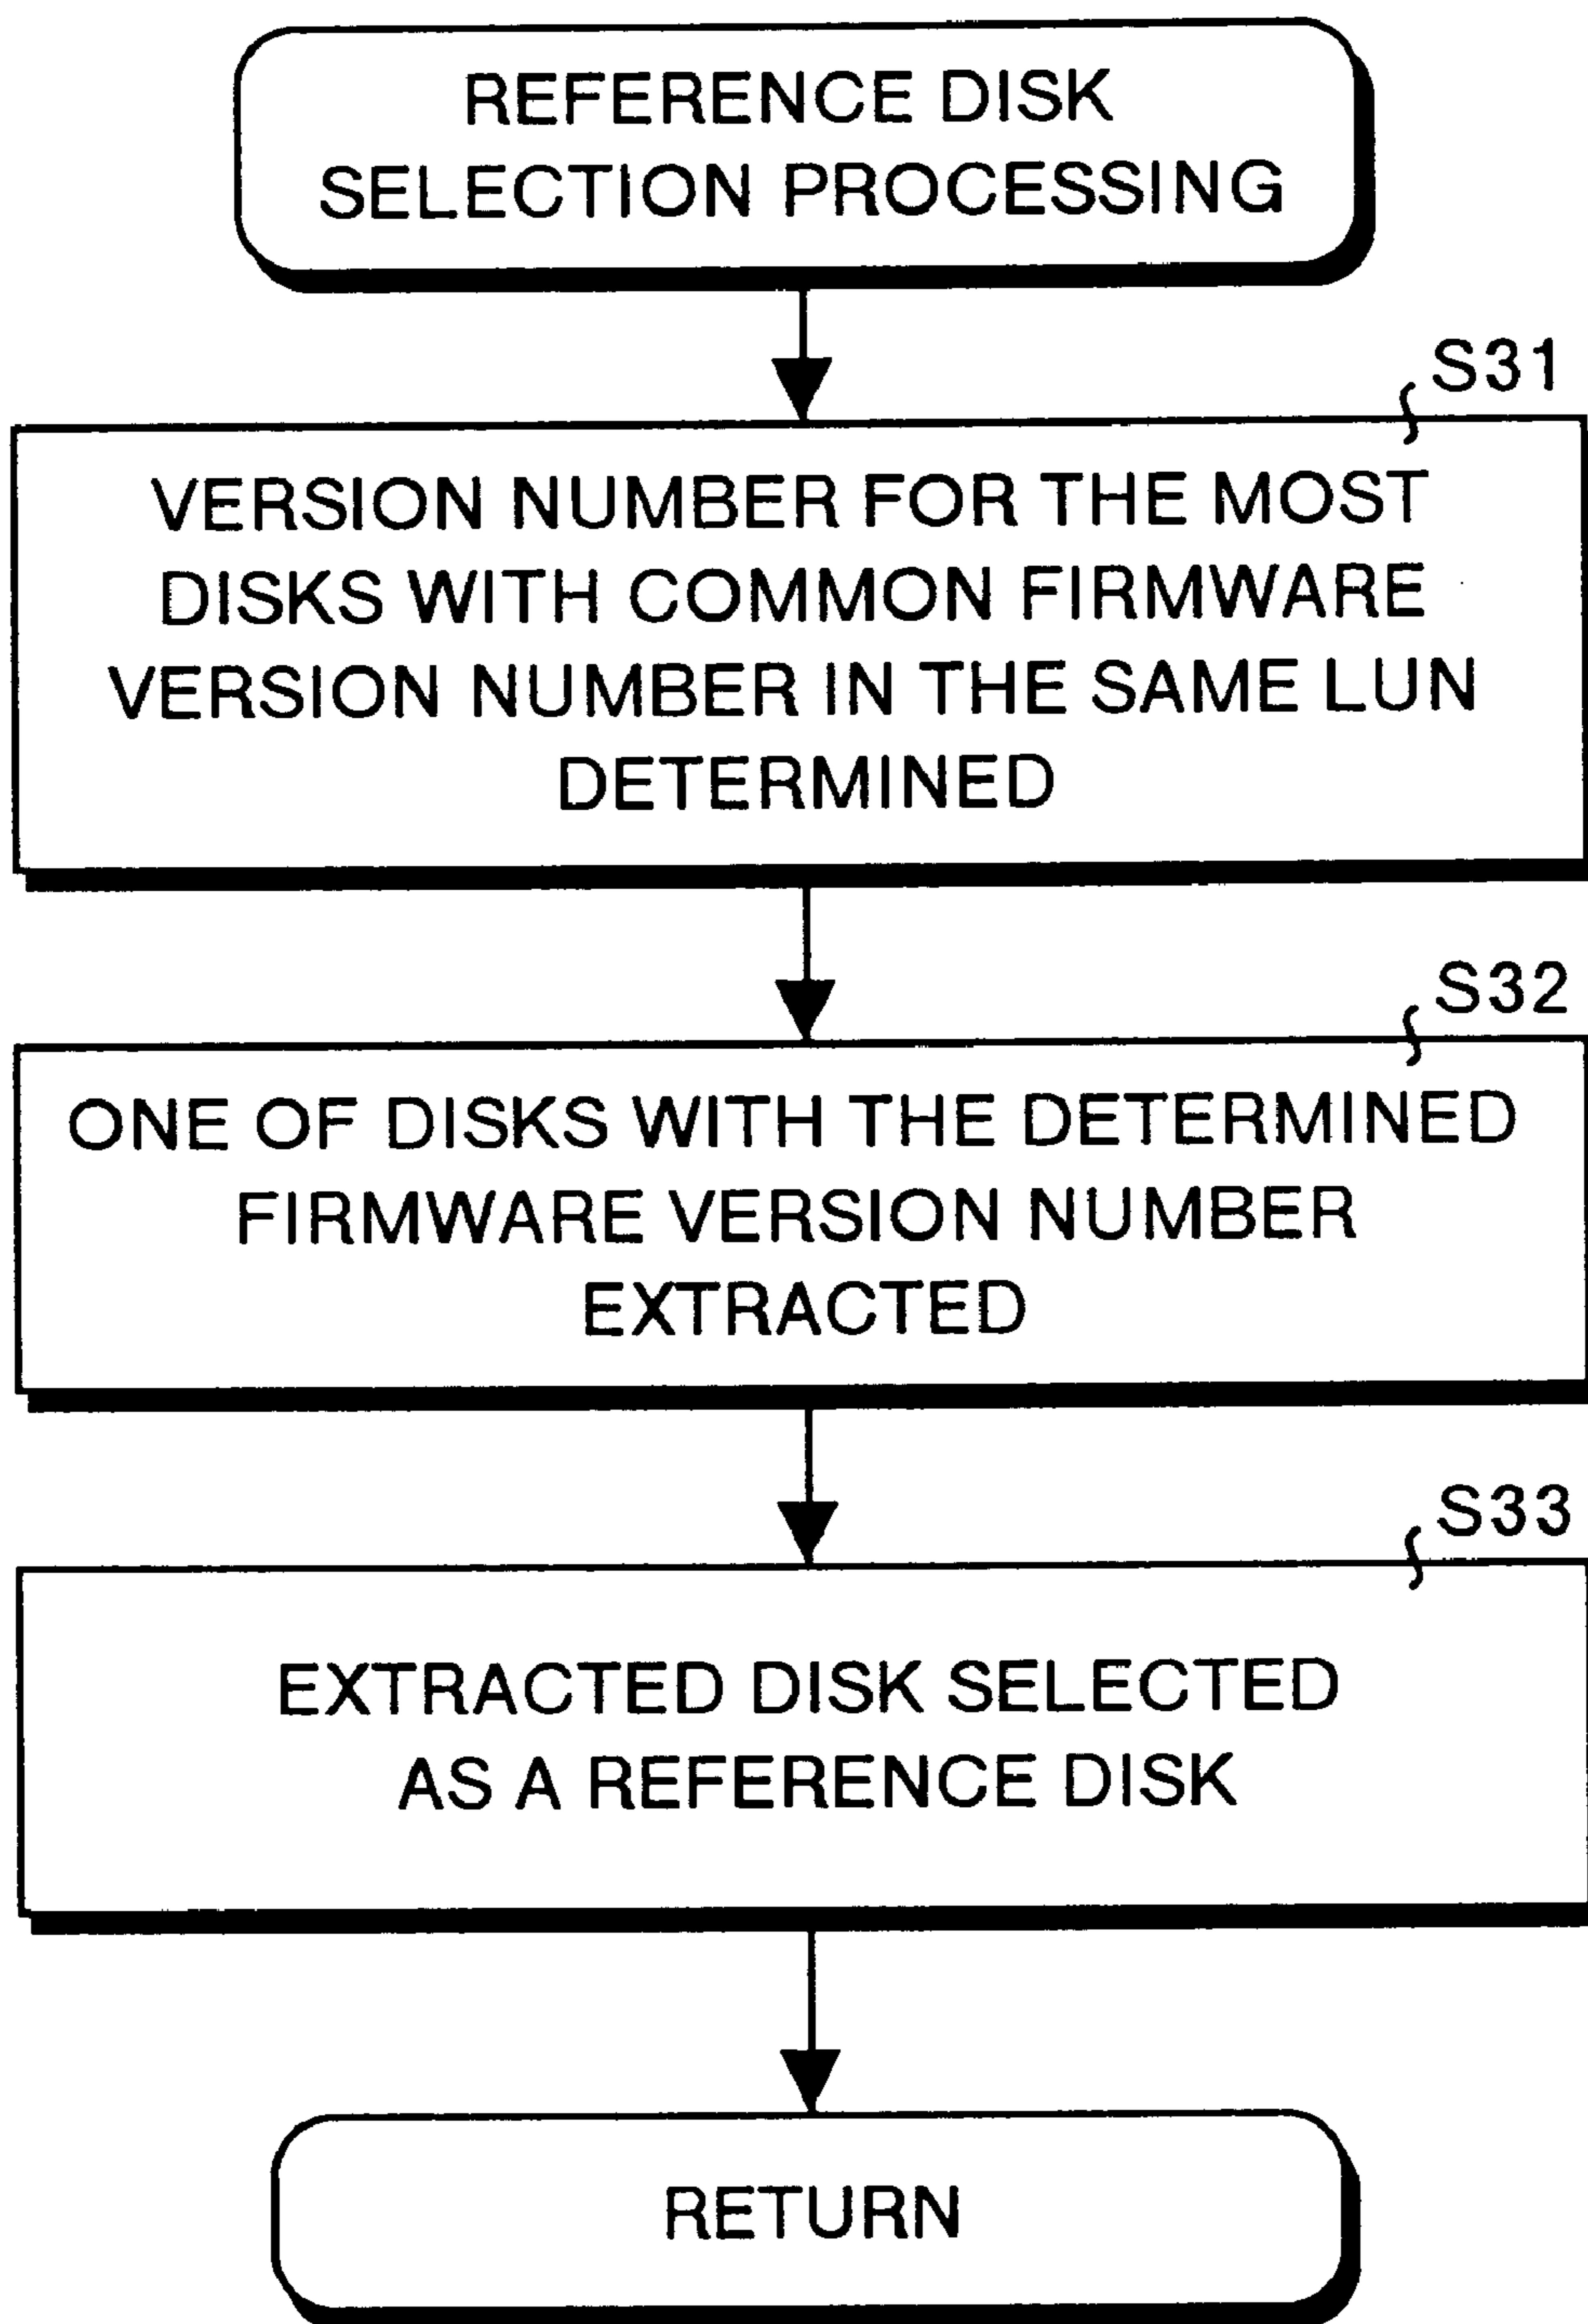 REFERENCE DISK
SELECTION PROCESSING
S31
VERSION NUMBER FOR THE MOST
DISKS WITH COMMON FIRMWARE
VERSION NUMBER IN THE SAME LUN
DETERMINED
S32
ONE OF DISKS WITH THE DETERMINED
FIRMWARE VERSION NUMBER
EXTRACTED
S33
EXTRACTED DISK SELECTED
AS A REFERENCE DISK
RETURN